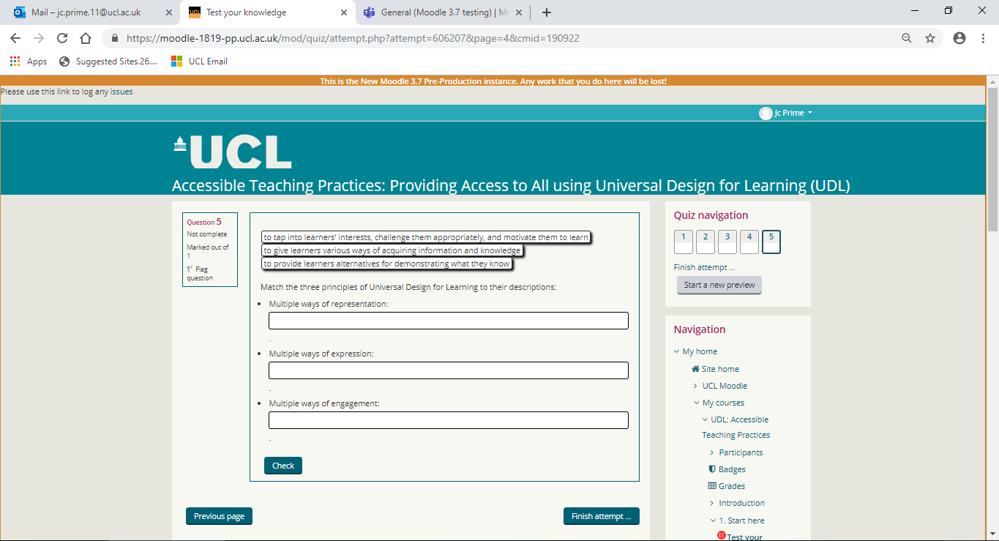 Mail – jc.prime.11@ucl.ac.uk
UCL
Test your knowledge
General (Moodle 3.7 testing) | Mi
https://moodle-1819-pp.ucl.ac.uk/mod/quiz/attempt.php?attempt=606207&page=4&cmid=190922
Apps
Suggested Sites.26....
UCL Email
This is the New Moodle 3.7 Pre-Production instance. Any work that you do here will be lost!
Please use this link to log any issues
Jc Prime
UCL
Accessible Teaching Practices: Providing Access to All using Universal Design for Learning (UDL)
Question 5
Not complete
Marked out of
1
Flag
question
to tap into learners' interests, challenge them appropriately, and motivate them to learn
to give learners various ways of acquiring information and knowledge
to provide learners alternatives for demonstrating what they know
Match the three principles of Universal Design for Learning to their descriptions:
Multiple ways of representation:
.
Multiple ways of expression:
.
Multiple ways of engagement:
.
Check
Previous page
Finish attempt ...
Quiz navigation
1 2 3 4 5
Finish attempt ...
Start a new preview
Navigation
My home
Site home
UCL Moodle
My courses
UDL: Accessible
Teaching Practices
Participants
Badges
Grades
Introduction
1. Start here
Test your